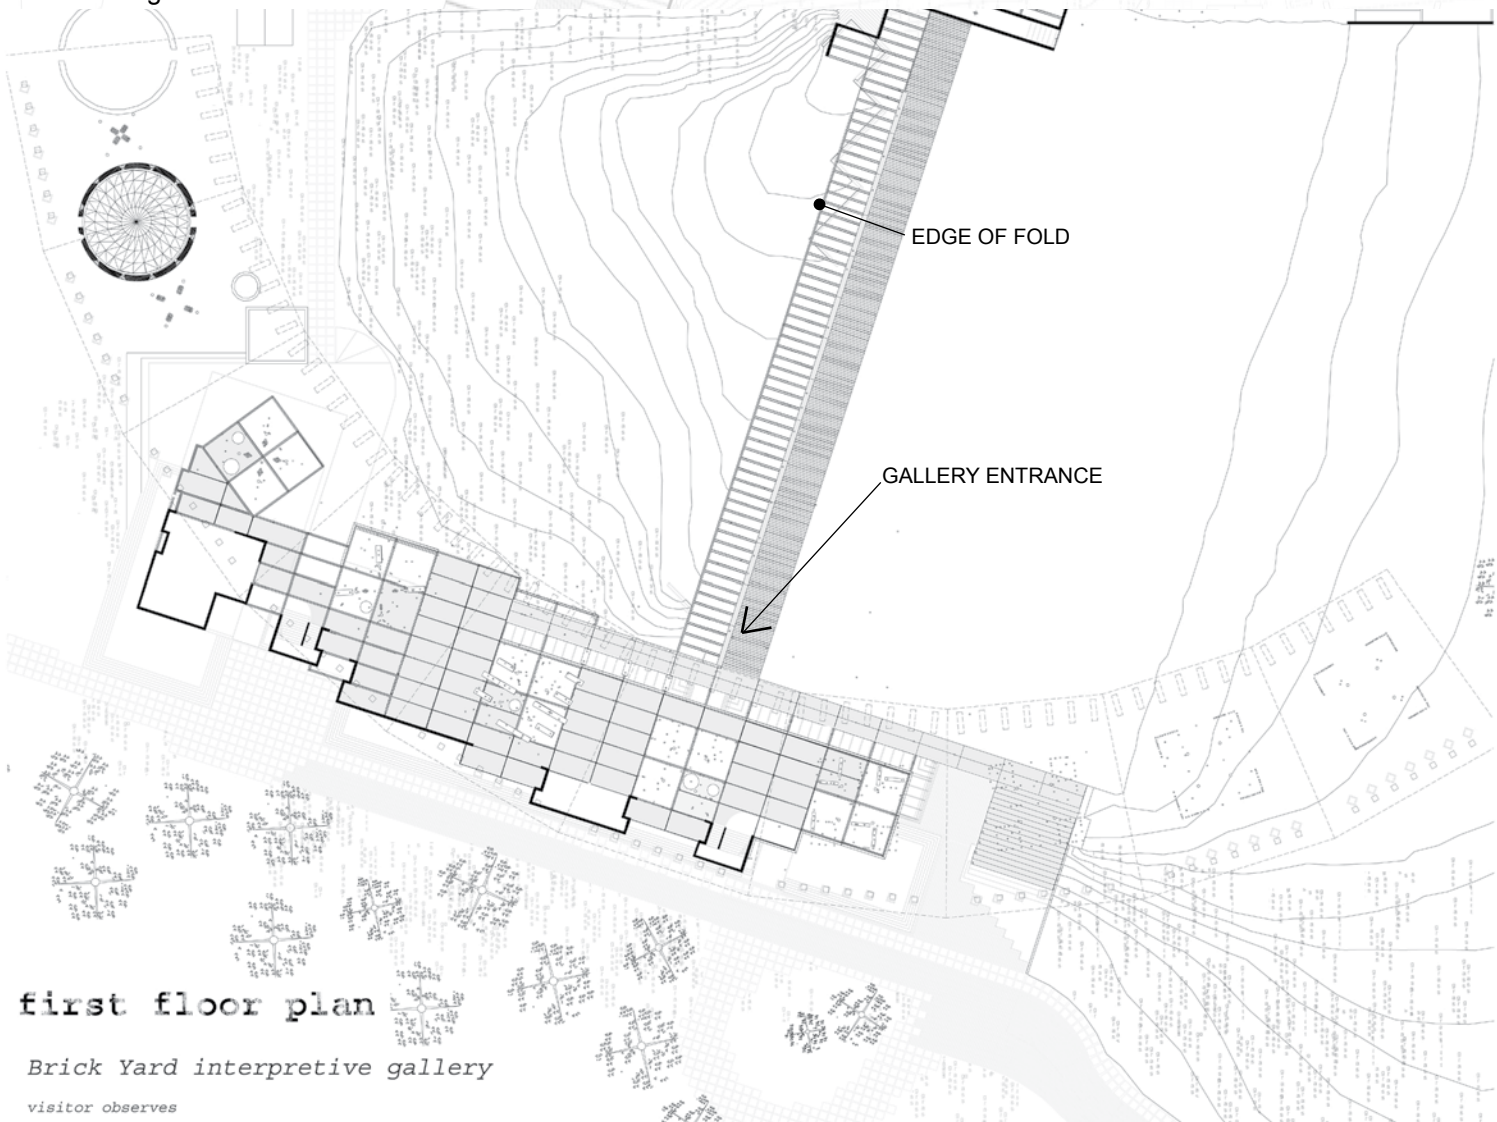 EDGE OF FOLD
GALLERY ENTRANCE
first floor plan
Brick Yard interpretive gallery
visitor observes